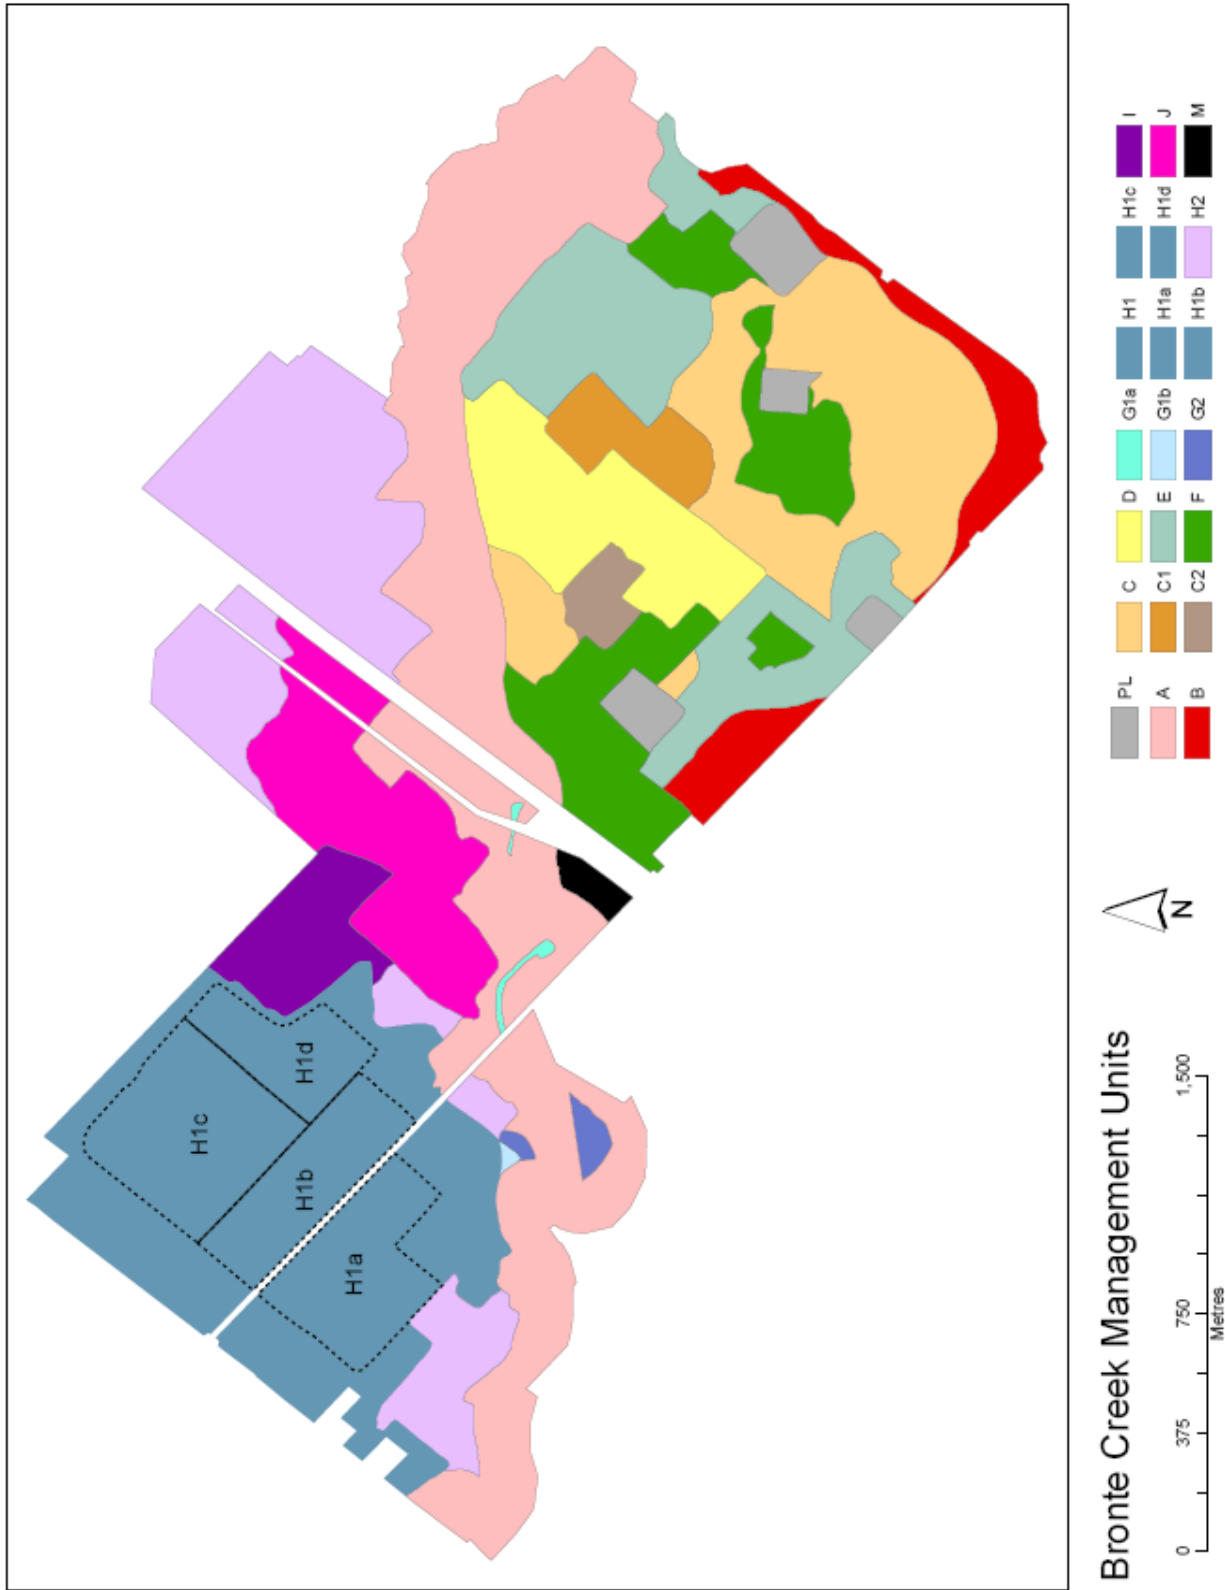 H1c
H1b H1d
H1a
Bronte Creek Management Units
0 375 750 1,500
Metres
N
PL C D G1a H1 H1c I
A C1 E G1b H1a H1d J
B C2 F G2 H1b H2 M